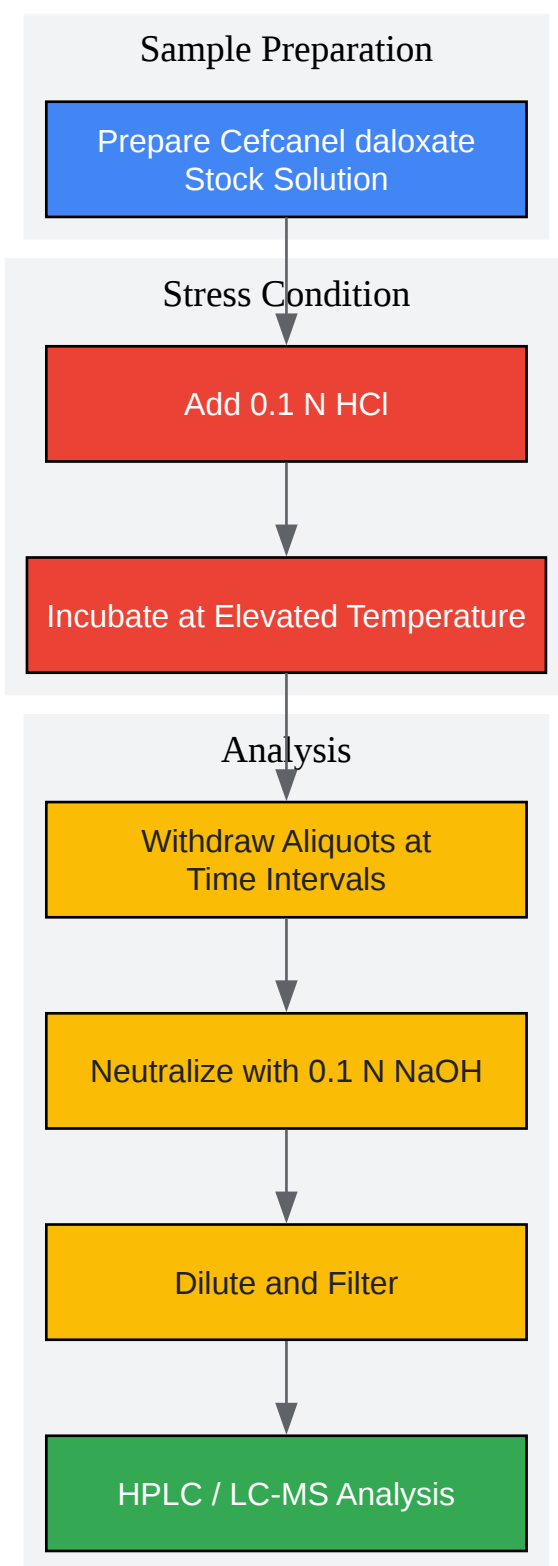 Sample Preparation
Prepare Cefcanel daloxate
Stock Solution
Stress Condition
Add 0.1 N HCl
Incubate at Elevated Temperature
Analysis
Withdraw Aliquots at
Time Intervals
Neutralize with 0.1 N NaOH
Dilute and Filter
HPLC / LC-MS Analysis